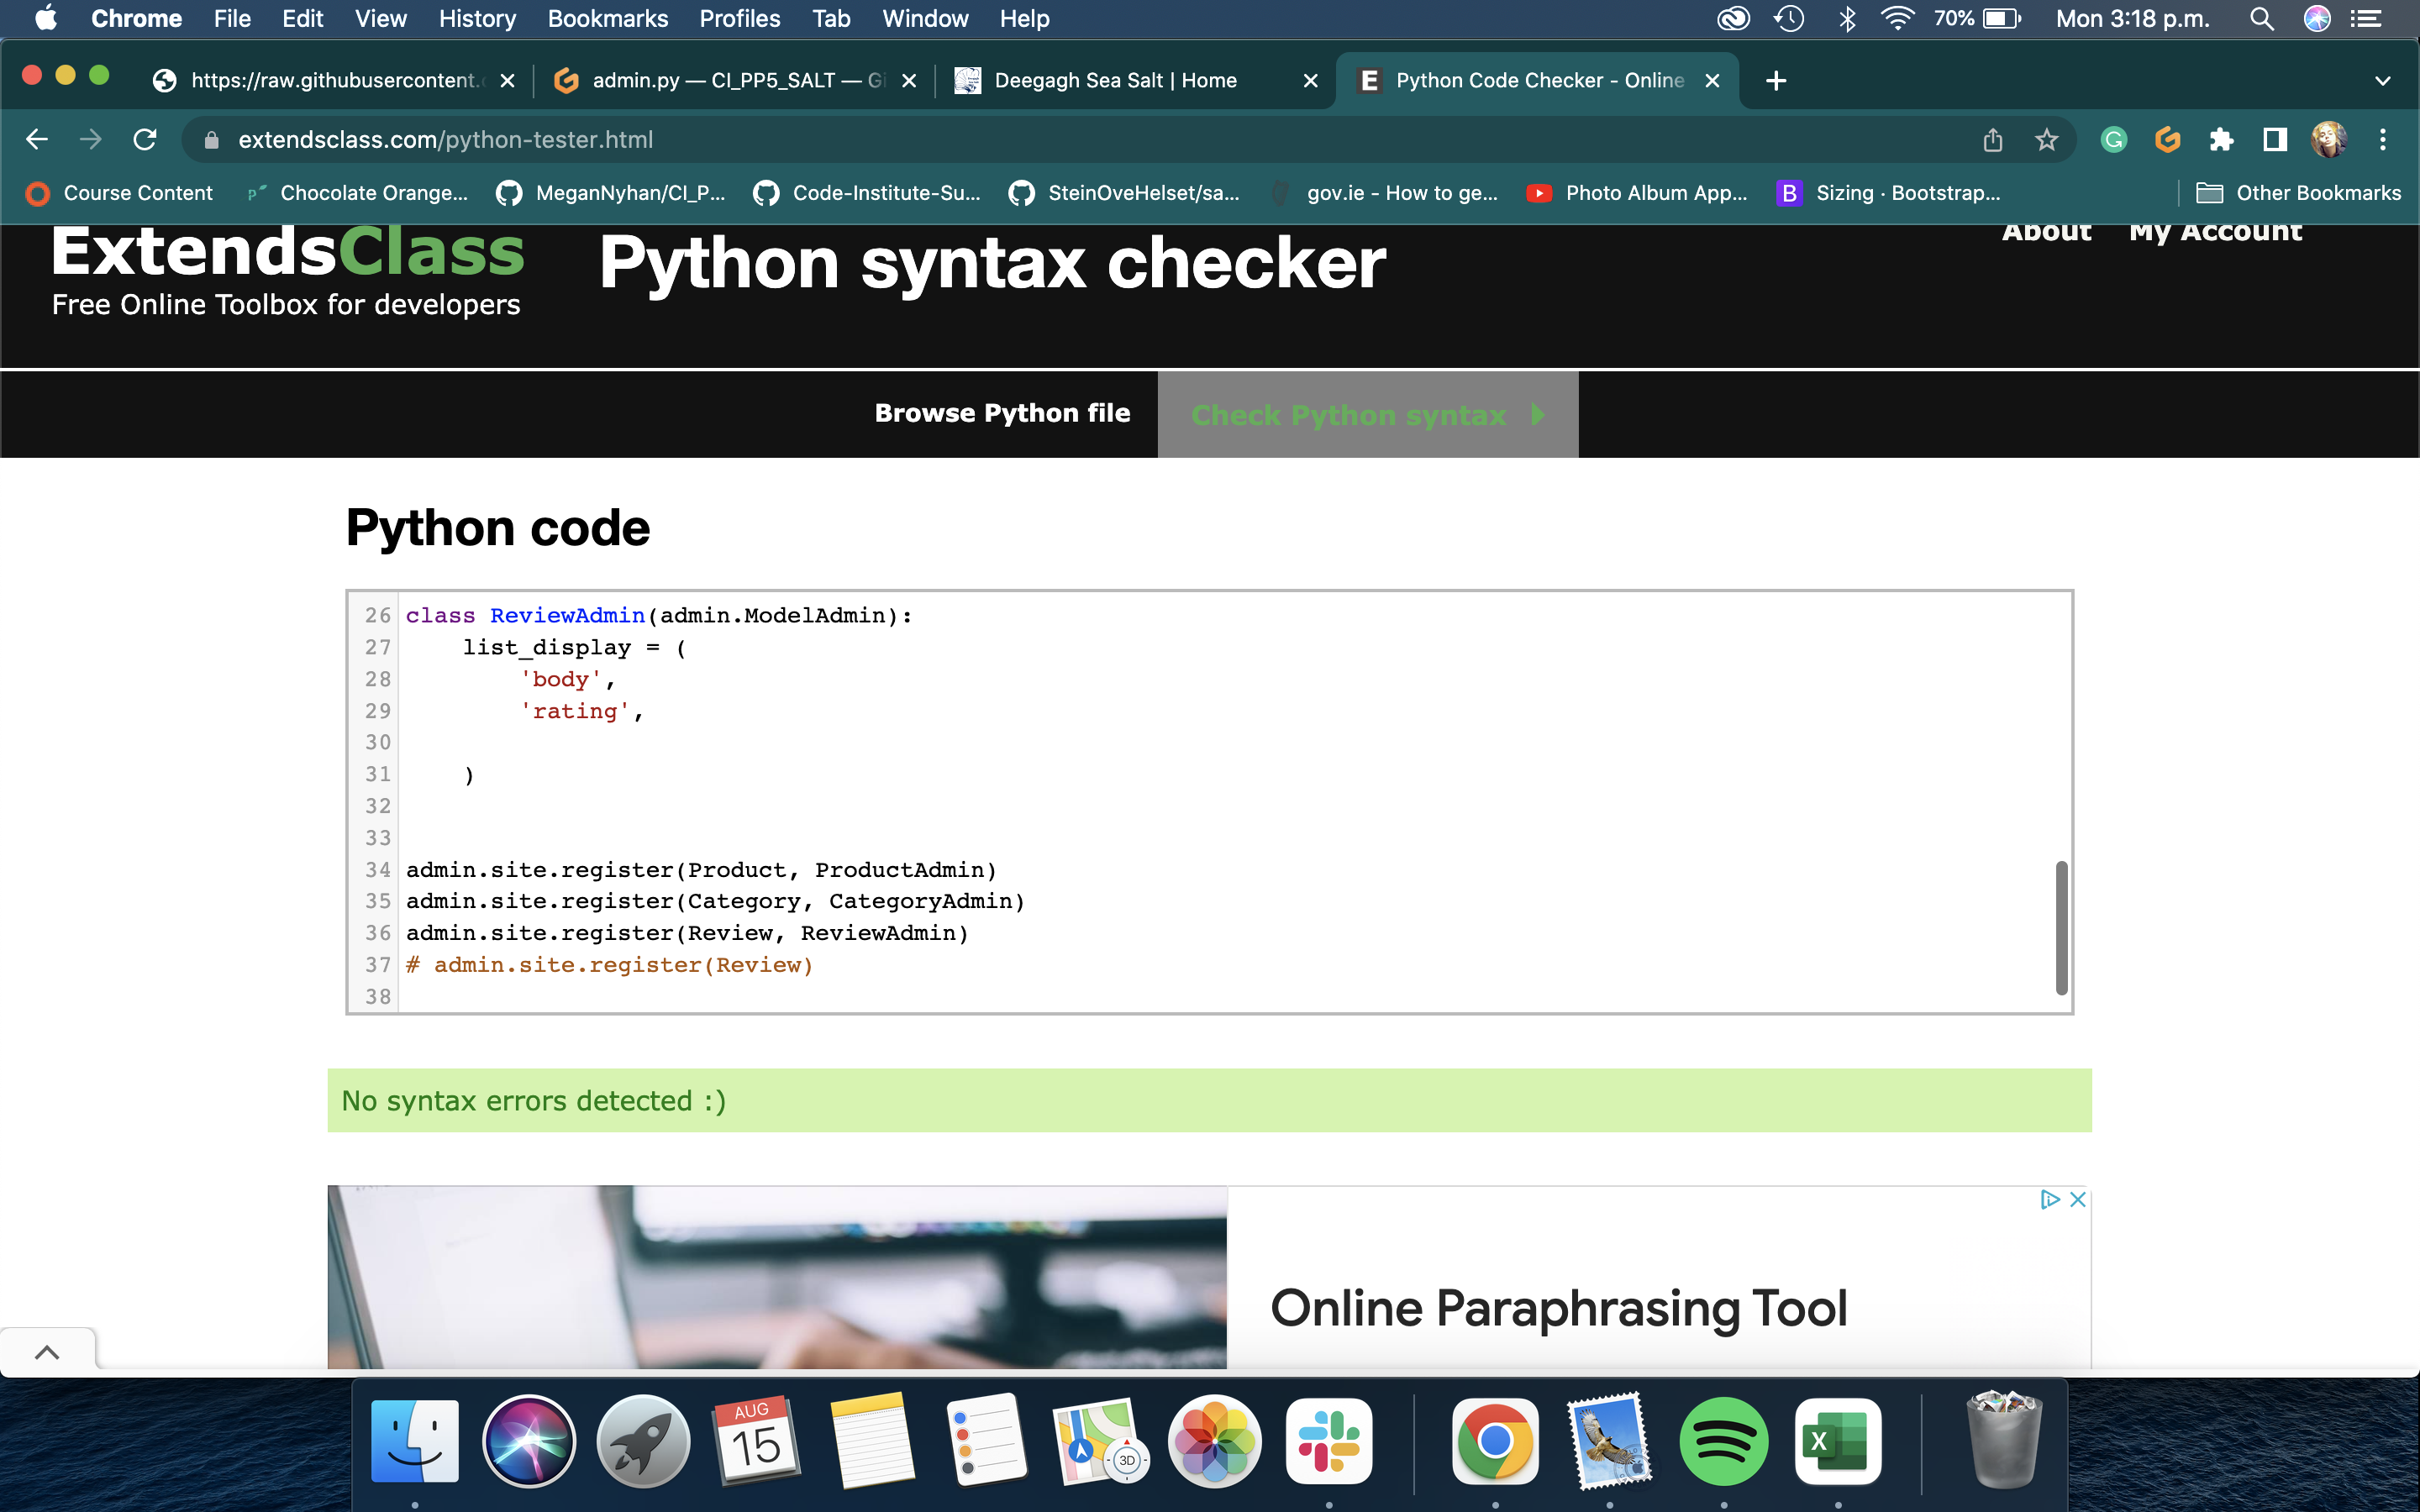 Chrome File Edit View History Bookmarks Profiles Tab Window Help 70% Mon 3:18 p.m.
https://raw.githubusercontent. admin.py — CI_PP5_SALT — Gi Deegagh Sea Salt | Home E Python Code Checker - Online
extendsclass.com/python-tester.html
Course Content Chocolate Orange... MeganNyhan/CI_P... Code-Institute-Su... SteinOveHelset/sa... gov.ie - How to ge... Photo Album App... B Sizing · Bootstrap... Other Bookmarks
ExtendsClass Python syntax checker About My Account
Free Online Toolbox for developers
Browse Python file Check Python syntax
Python code
26 class ReviewAdmin(admin.ModelAdmin):
27     list_display = (
28         'body',
29         'rating',
30
31     )
32
33
34 admin.site.register(Product, ProductAdmin)
35 admin.site.register(Category, CategoryAdmin)
36 admin.site.register(Review, ReviewAdmin)
37 # admin.site.register(Review)
38
No syntax errors detected :)
Online Paraphrasing Tool
AUG
15
3D
X